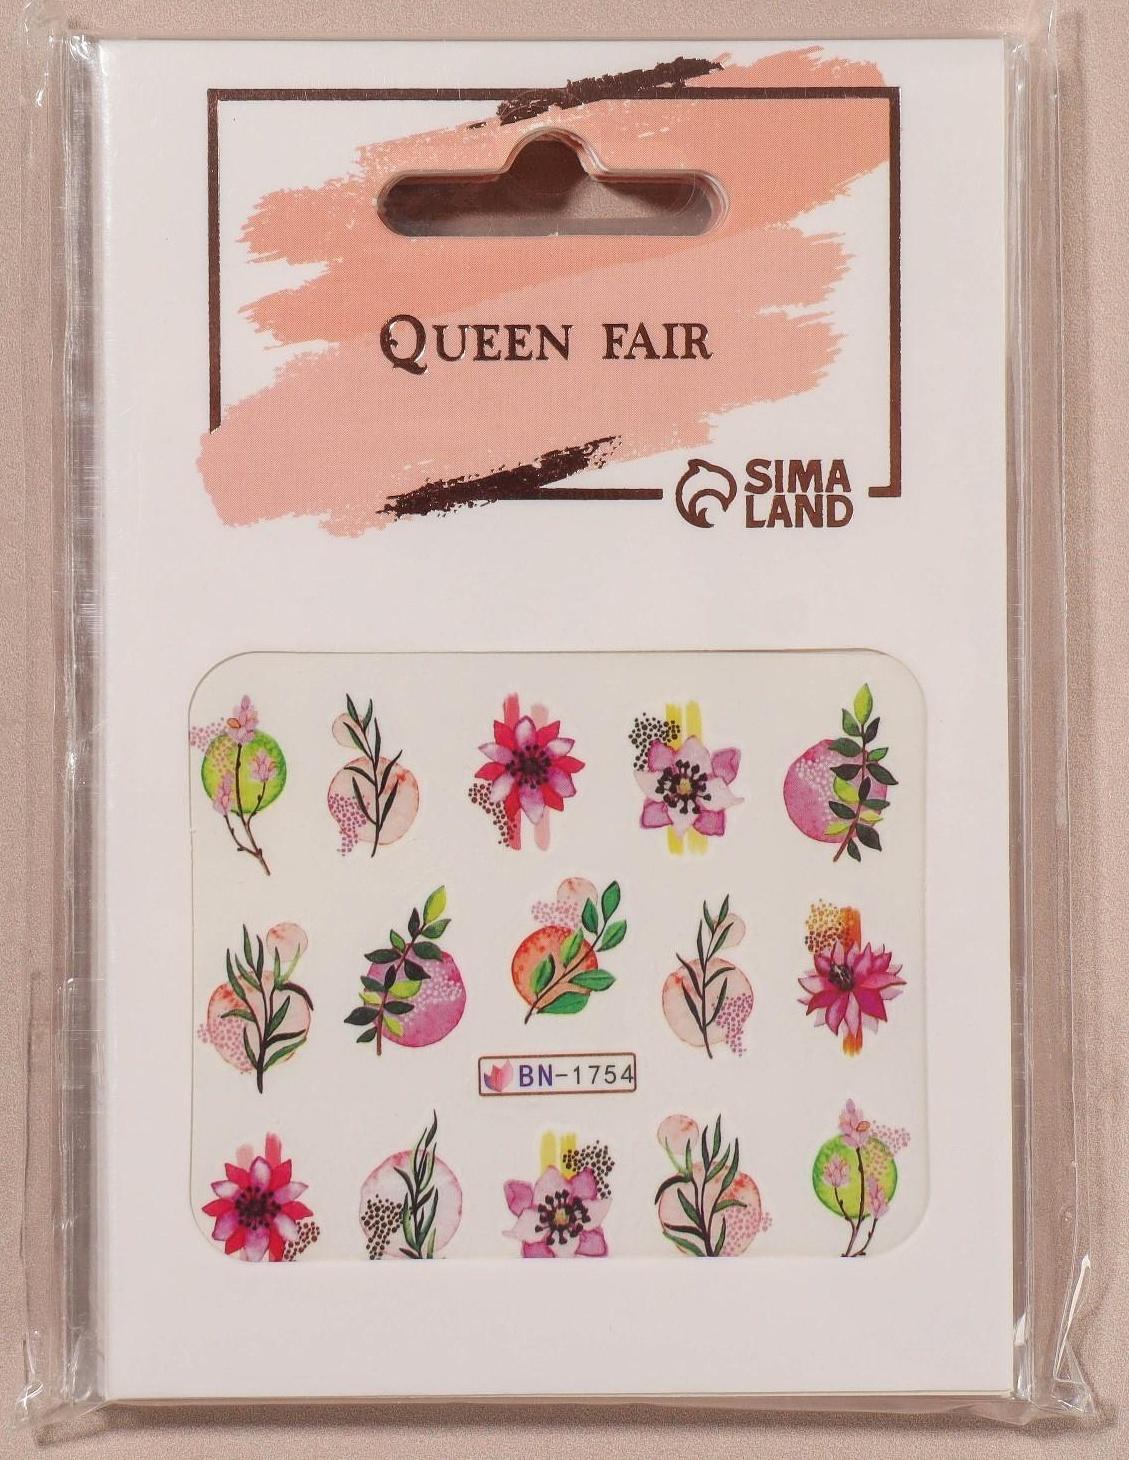 QUEEN FAIR
SIMA
LAND
BN-1754